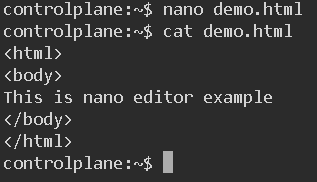 controlplane:~$ nano demo.html
controlplane:~$ cat demo.html
<html>
<body>
This is nano editor example
</body>
</html>
controlplane:~$